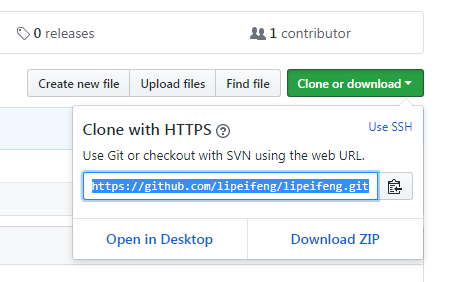 0 releases
1 contributor
Create new file
Upload files
Find file
Clone or download
Clone with HTTPS
Use SSH
Use Git or checkout with SVN using the web URL.
https://github.com/lipeifeng/lipeifeng.git
Open in Desktop
Download ZIP